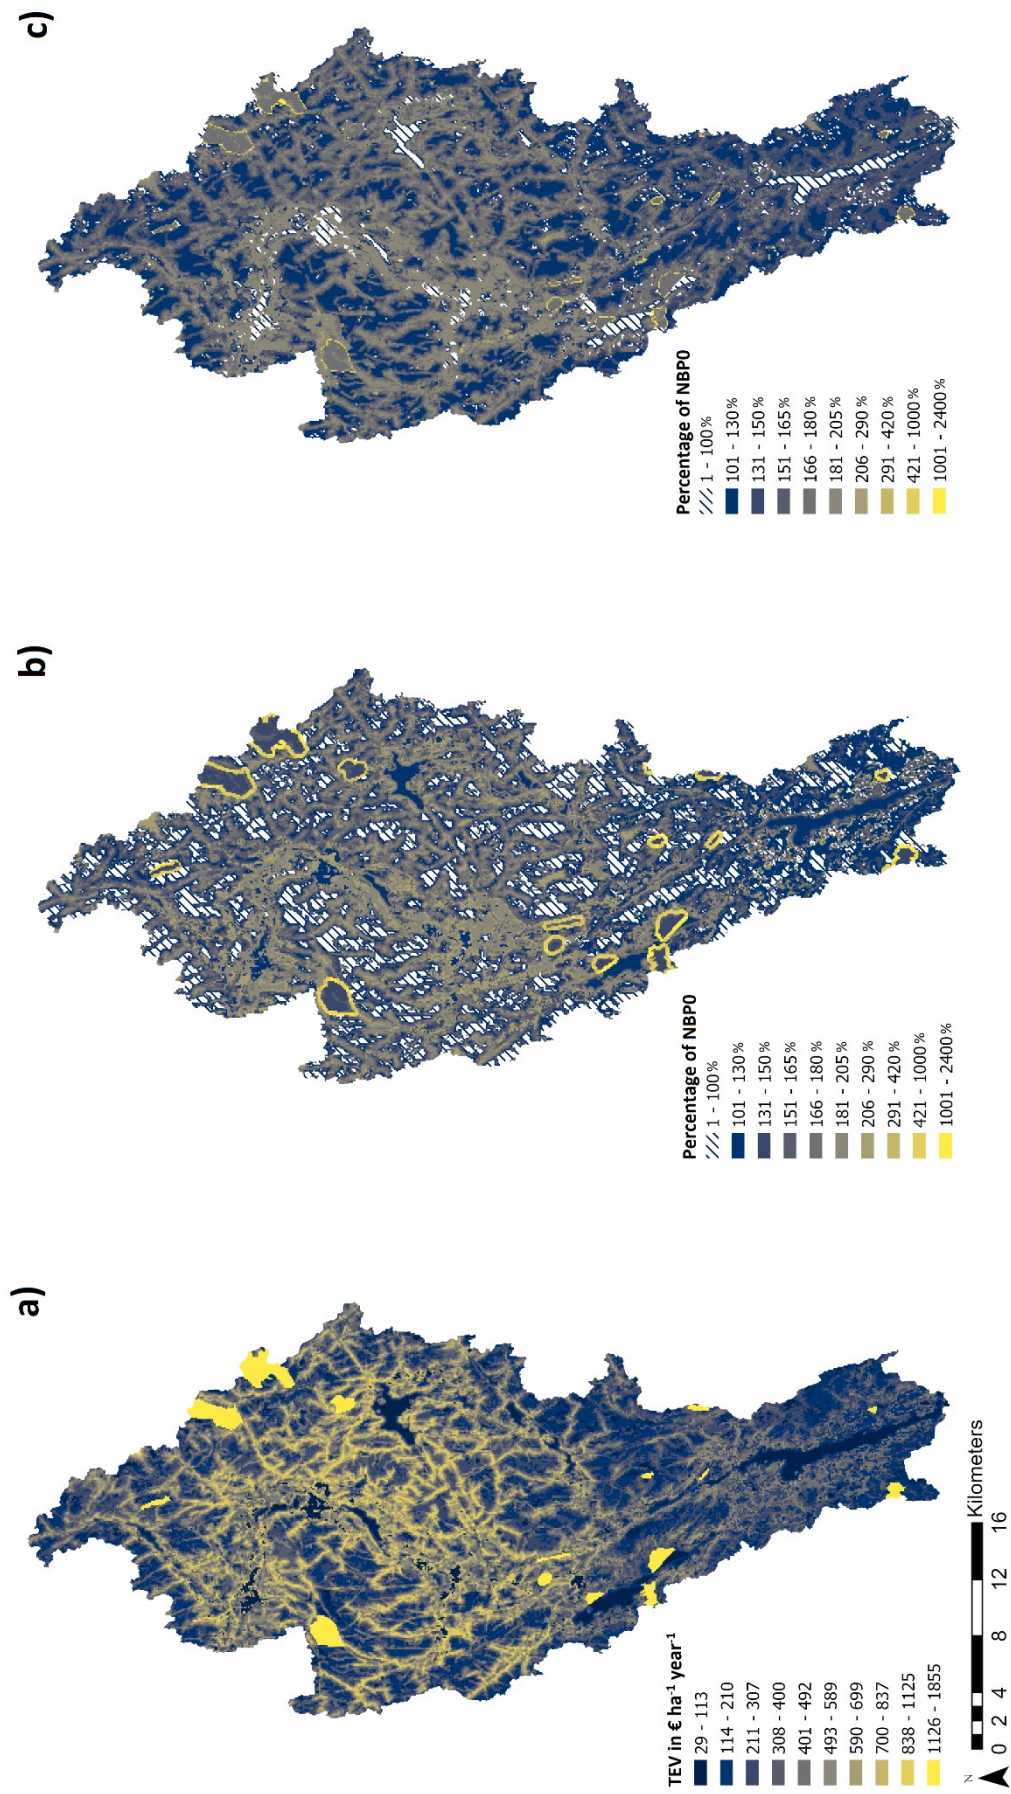 a)
TEV in € ha⁻¹ year⁻¹
29 - 113
114 - 210
211 - 307
308 - 400
401 - 492
493 - 589
590 - 699
700 - 837
838 - 1125
1126 - 1855
N
0 2 4 8 12 16
Kilometers
b)
Percentage of NBP0
1 - 100%
101 - 130%
131 - 150%
151 - 165%
166 - 180%
181 - 205%
206 - 290%
291 - 420%
421 - 1000%
1001 - 2400%
c)
Percentage of NBP0
1 - 100%
101 - 130%
131 - 150%
151 - 165%
166 - 180%
181 - 205%
206 - 290%
291 - 420%
421 - 1000%
1001 - 2400%